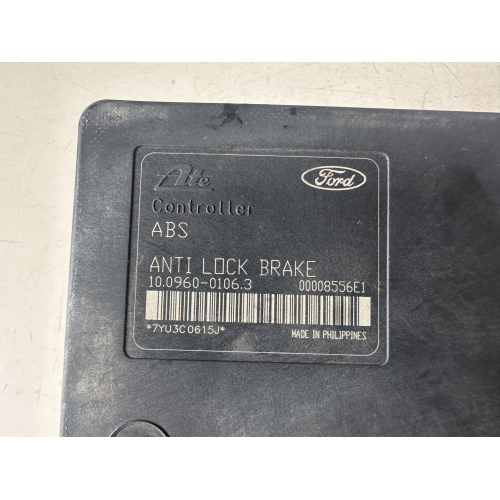 Ate Ford
Controller
ABS
ANTI LOCK BRAKE
10.0960-0106.3 00008556E1
*7YU3C0615J* MADE IN PHILIPPINES